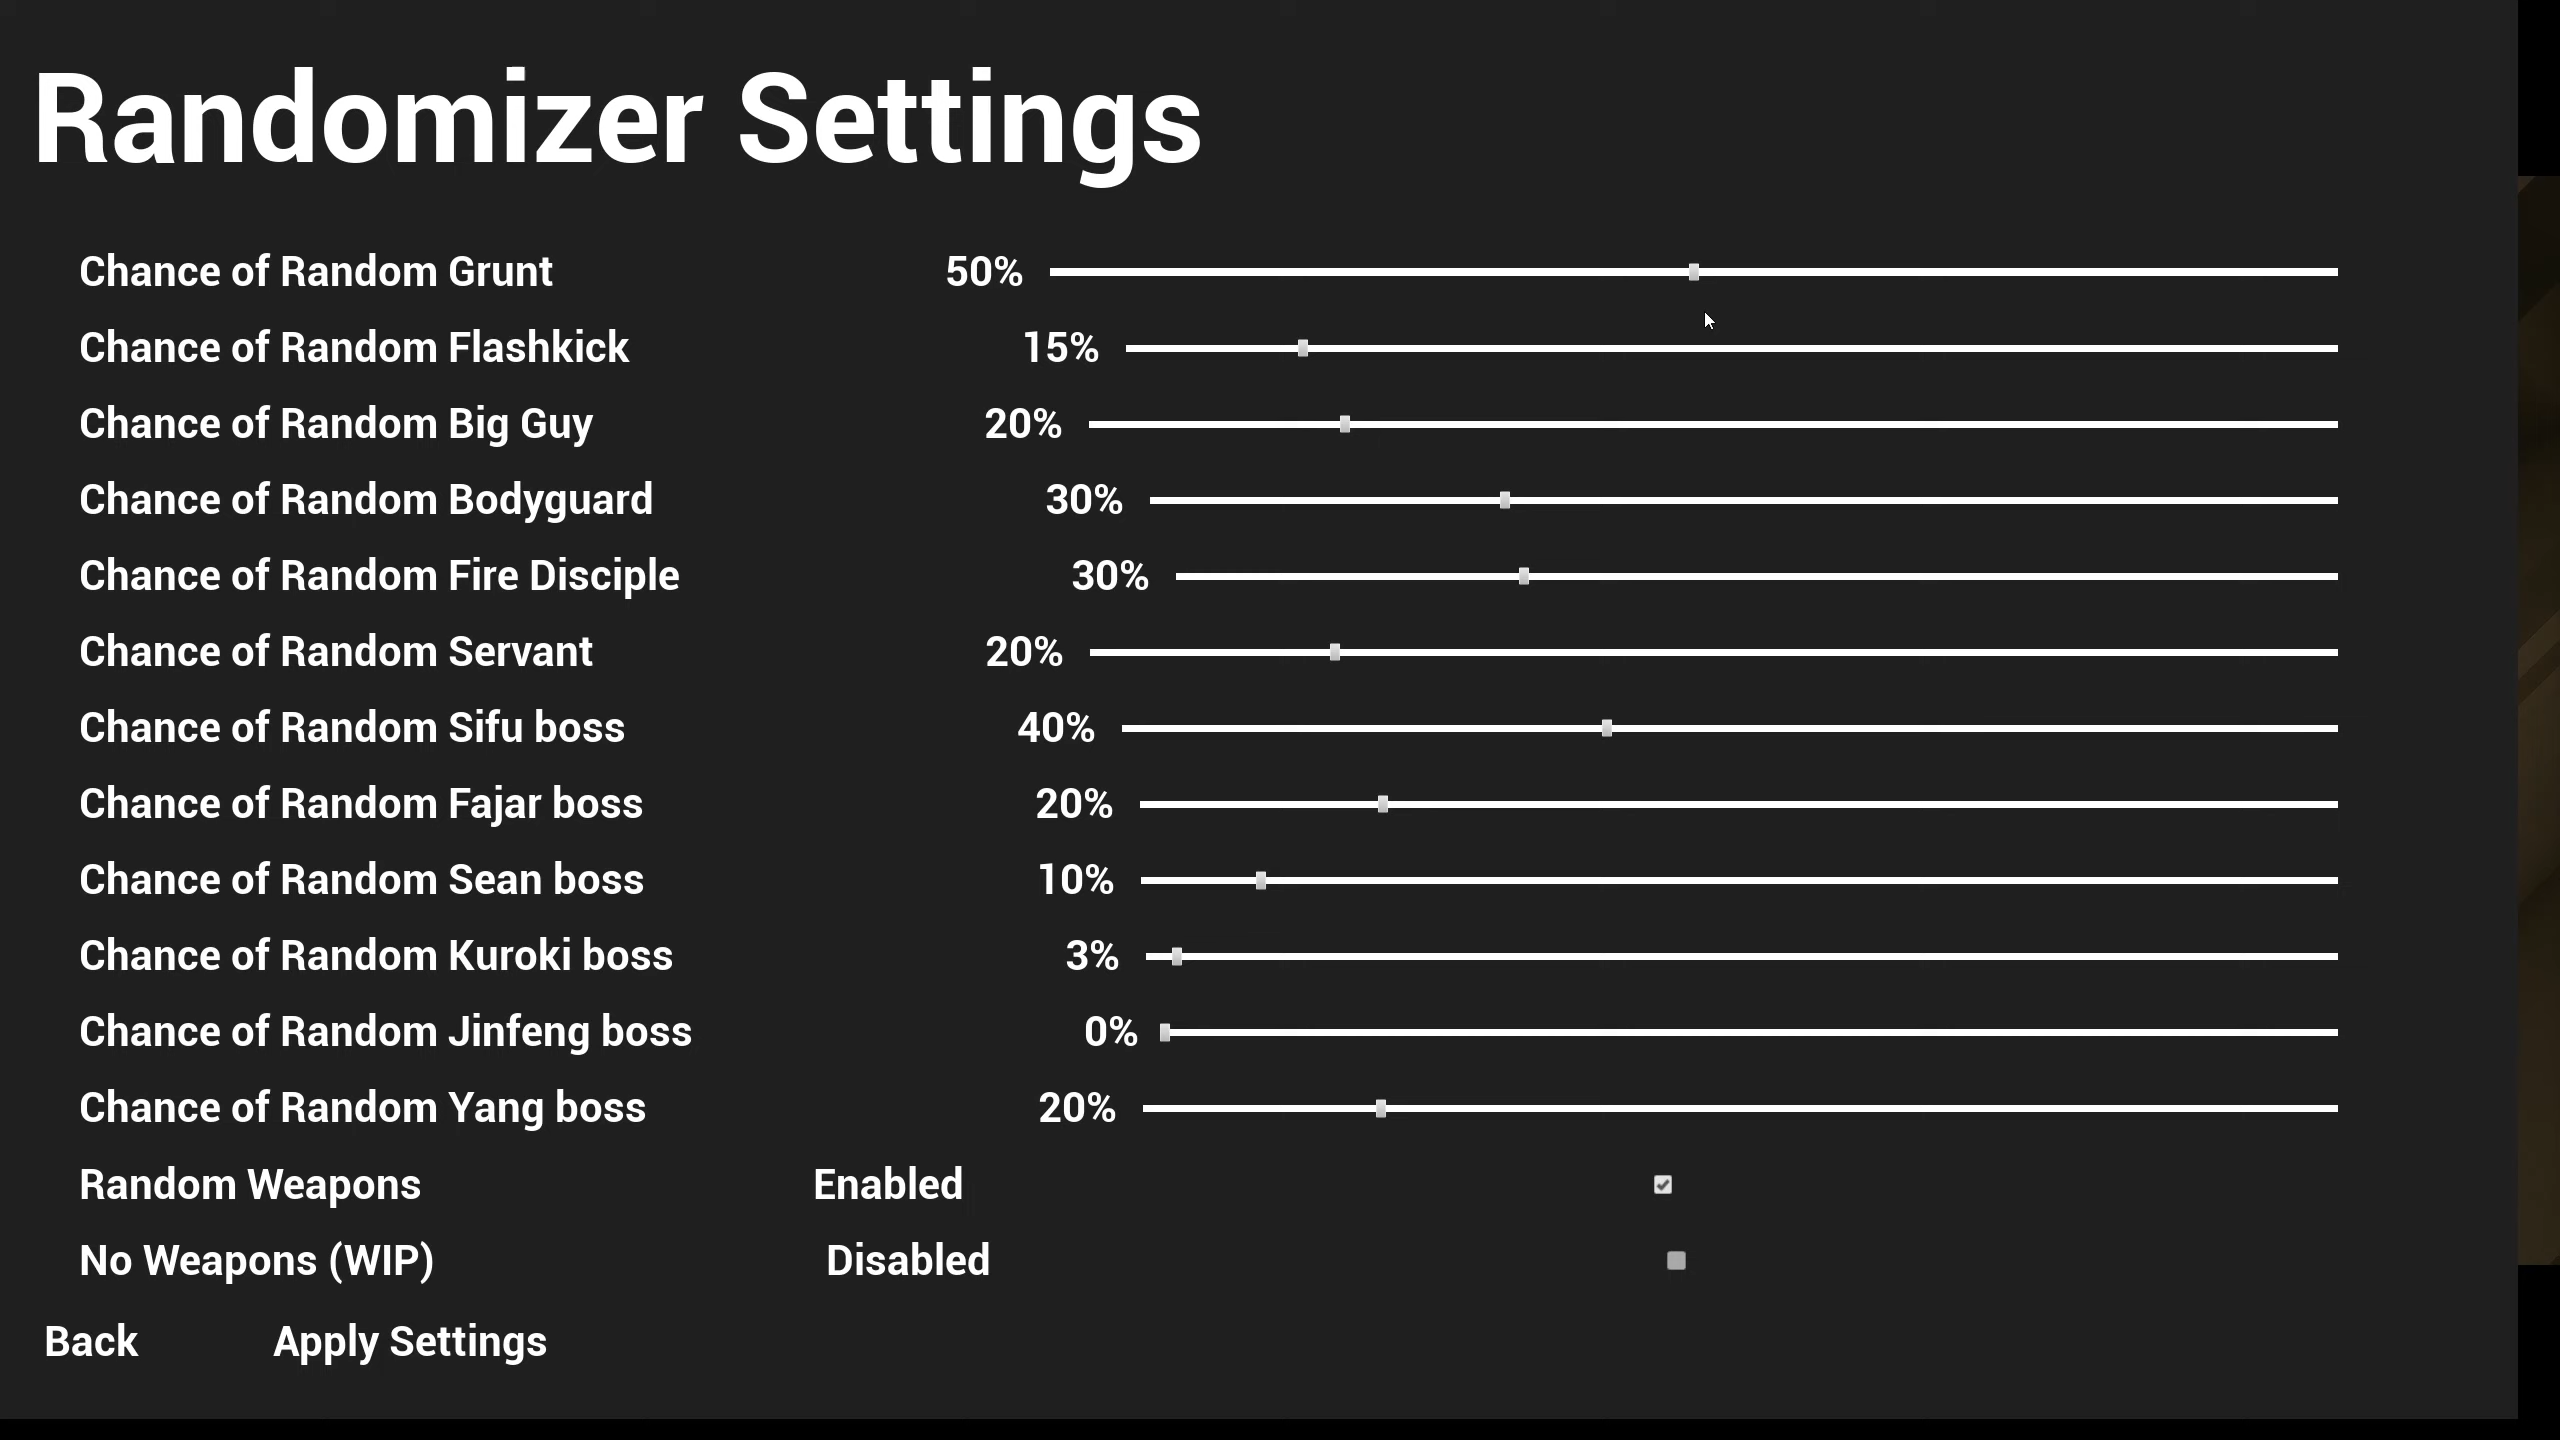 Randomizer Settings
Chance of Random Grunt 50%
Chance of Random Flashkick 15%
Chance of Random Big Guy 20%
Chance of Random Bodyguard 30%
Chance of Random Fire Disciple 30%
Chance of Random Servant 20%
Chance of Random Sifu boss 40%
Chance of Random Fajar boss 20%
Chance of Random Sean boss 10%
Chance of Random Kuroki boss 3%
Chance of Random Jinfeng boss 0%
Chance of Random Yang boss 20%
Random Weapons Enabled
No Weapons (WIP) Disabled
Back Apply Settings